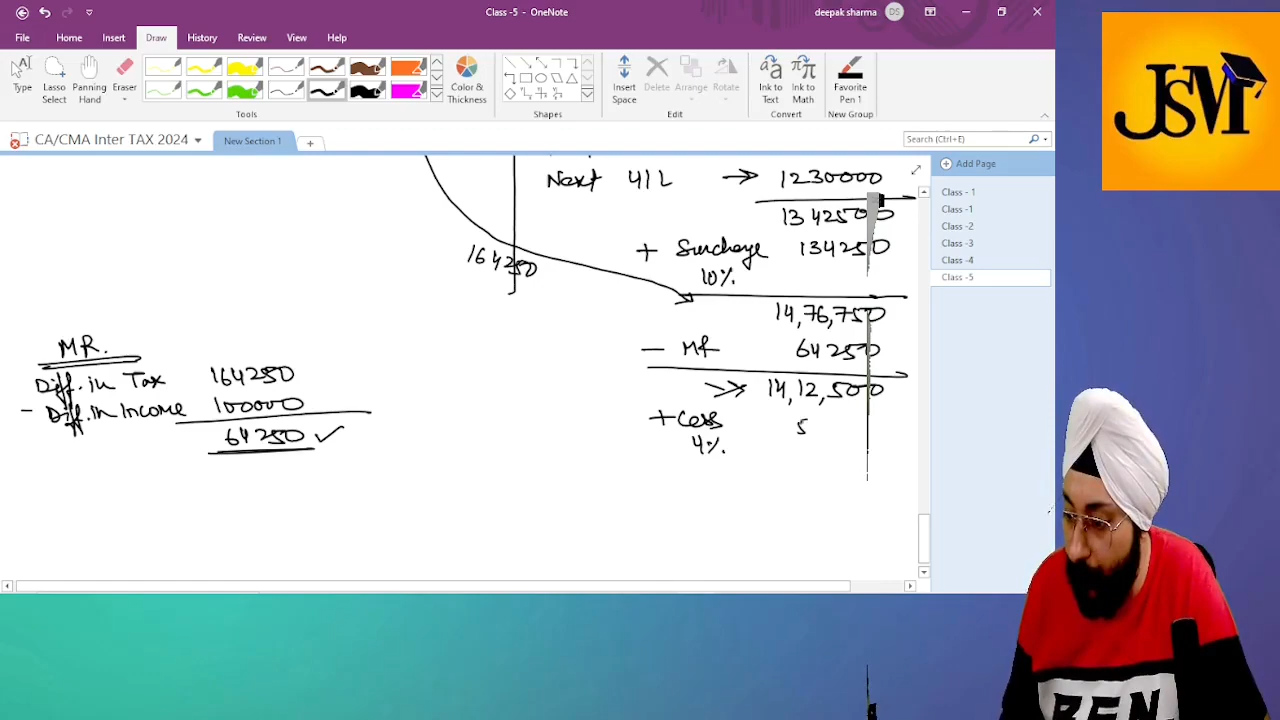 Class -5 - OneNote
deepak sharma DS
File Home Insert Draw History Review View Help
Type
Lasso Select
Panning Hand
Eraser
Color & Thickness
Insert Space
Delete
Arrange
Rotate
Ink to Text
Ink to Math
Favorite Pen 1
Tools
Shapes
Edit
Convert
New Group
CA/CMA Inter TAX 2024
New Section 1
Search (Ctrl+E)
Add Page
Class - 1
Class -1
Class -2
Class -3
Class -4
Class -5
Next 41 L → 1230000
1342500
+ Surcharge 134250
10%
164250
14,76,750
- MR 64250
>> 14,12,500
+ Cess 5
4%
MR.
Diff. in Tax 164250
- Diff. in Income 100000
64250 ✓
JSM
BEN